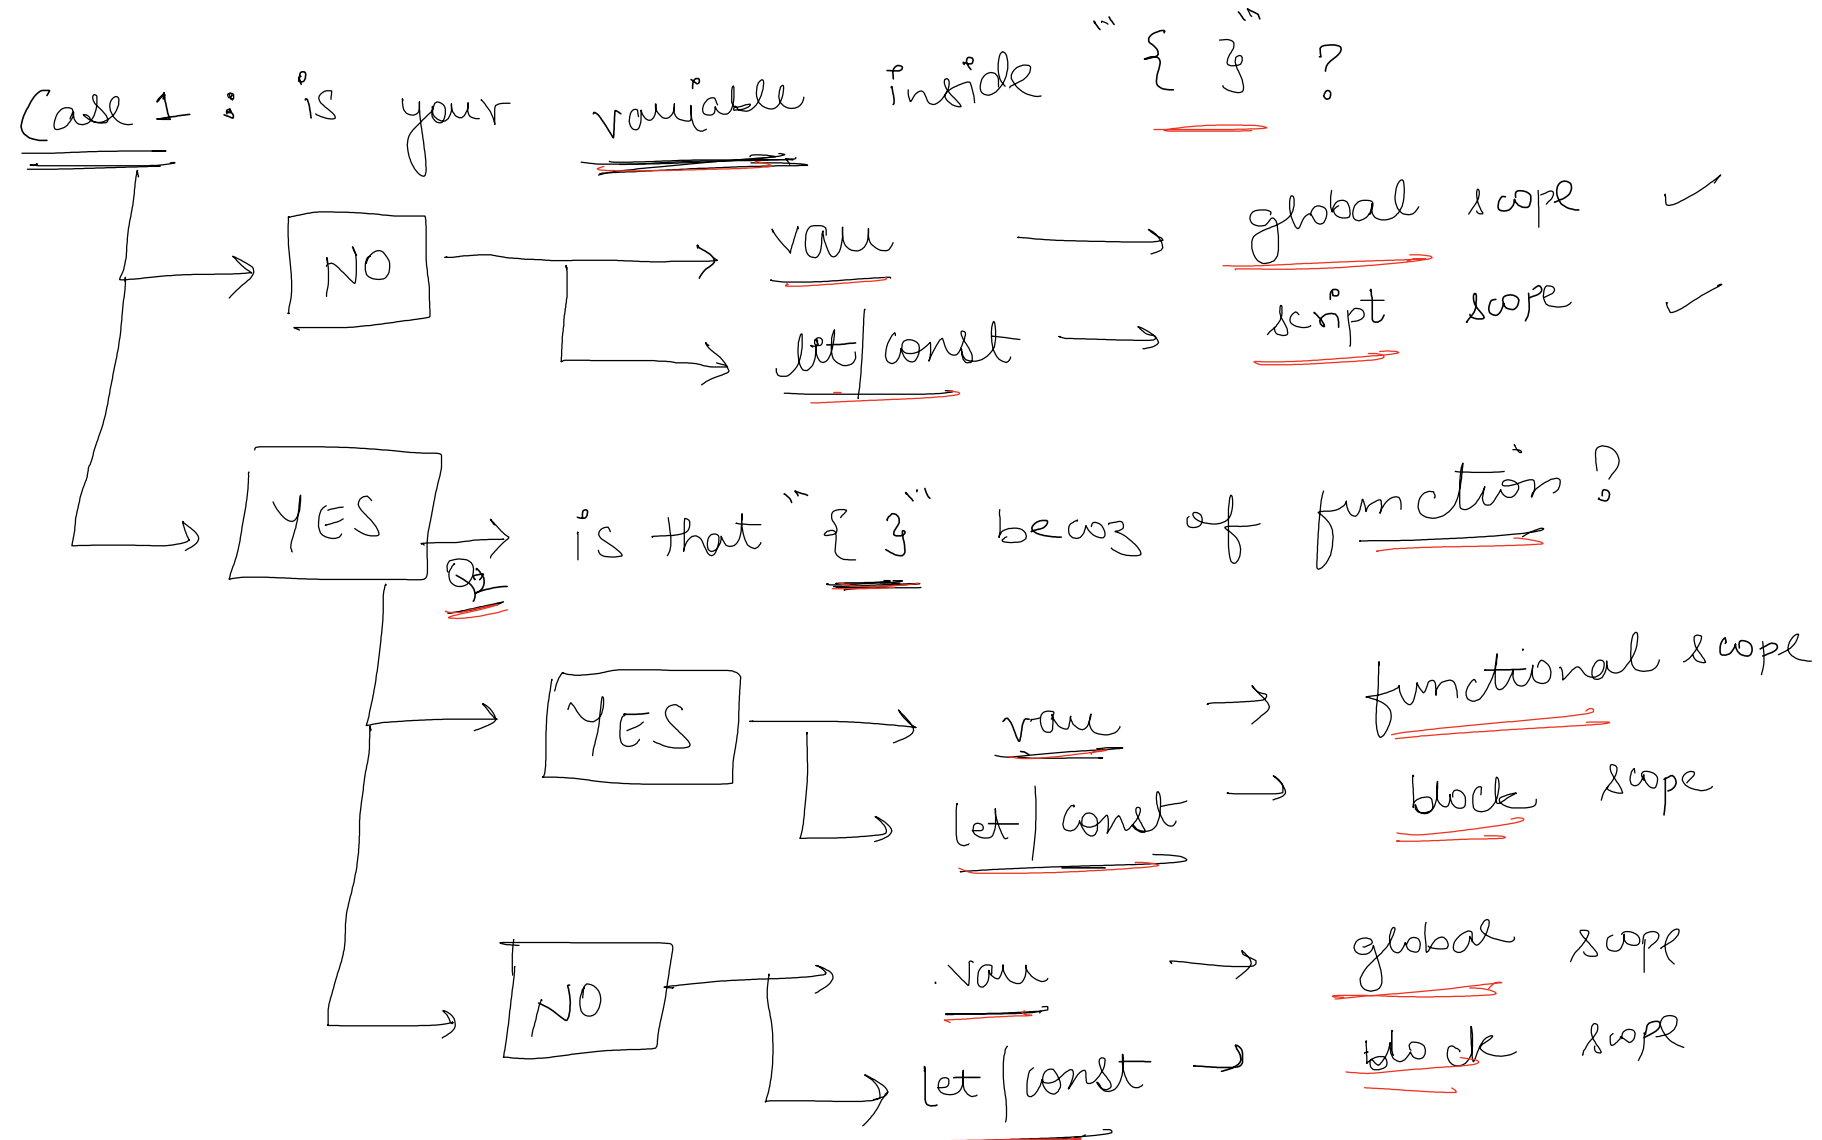 Case 1 : is your variable inside "{ }" ?
NO
var → global scope ✓
let | const → script scope ✓
YES
Q2
is that "{ }" becoz of function ?
YES
var → functional scope
let | const → block scope
NO
var → global scope
let | const → block scope